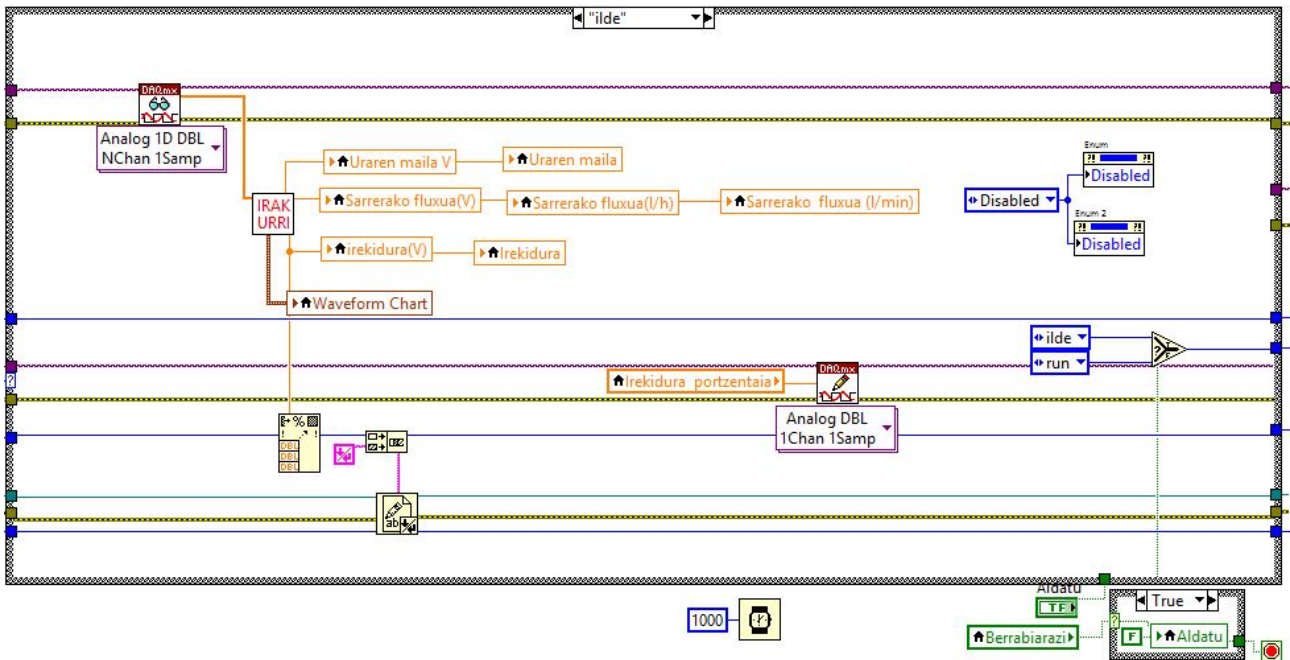 "ilde"
DAQmx
Analog 1D DBL
NChan 1Samp
Uraren maila V
Uraren maila
IRAK
URRI
Sarrerako fluxua(V)
Sarrerako fluxua(l/h)
Sarrerako fluxua (l/min)
irekidura(V)
Irekidura
Waveform Chart
Enum
Disabled
Disabled
Enum 2
Disabled
ilde
run
?
Irekidura portzentaia
DAQmx
Analog DBL
1Chan 1Samp
%
DBL
DBL
DBL
ab
1000
Aldatu
TF
True
?
Berrabiarazi
F
Aldatu